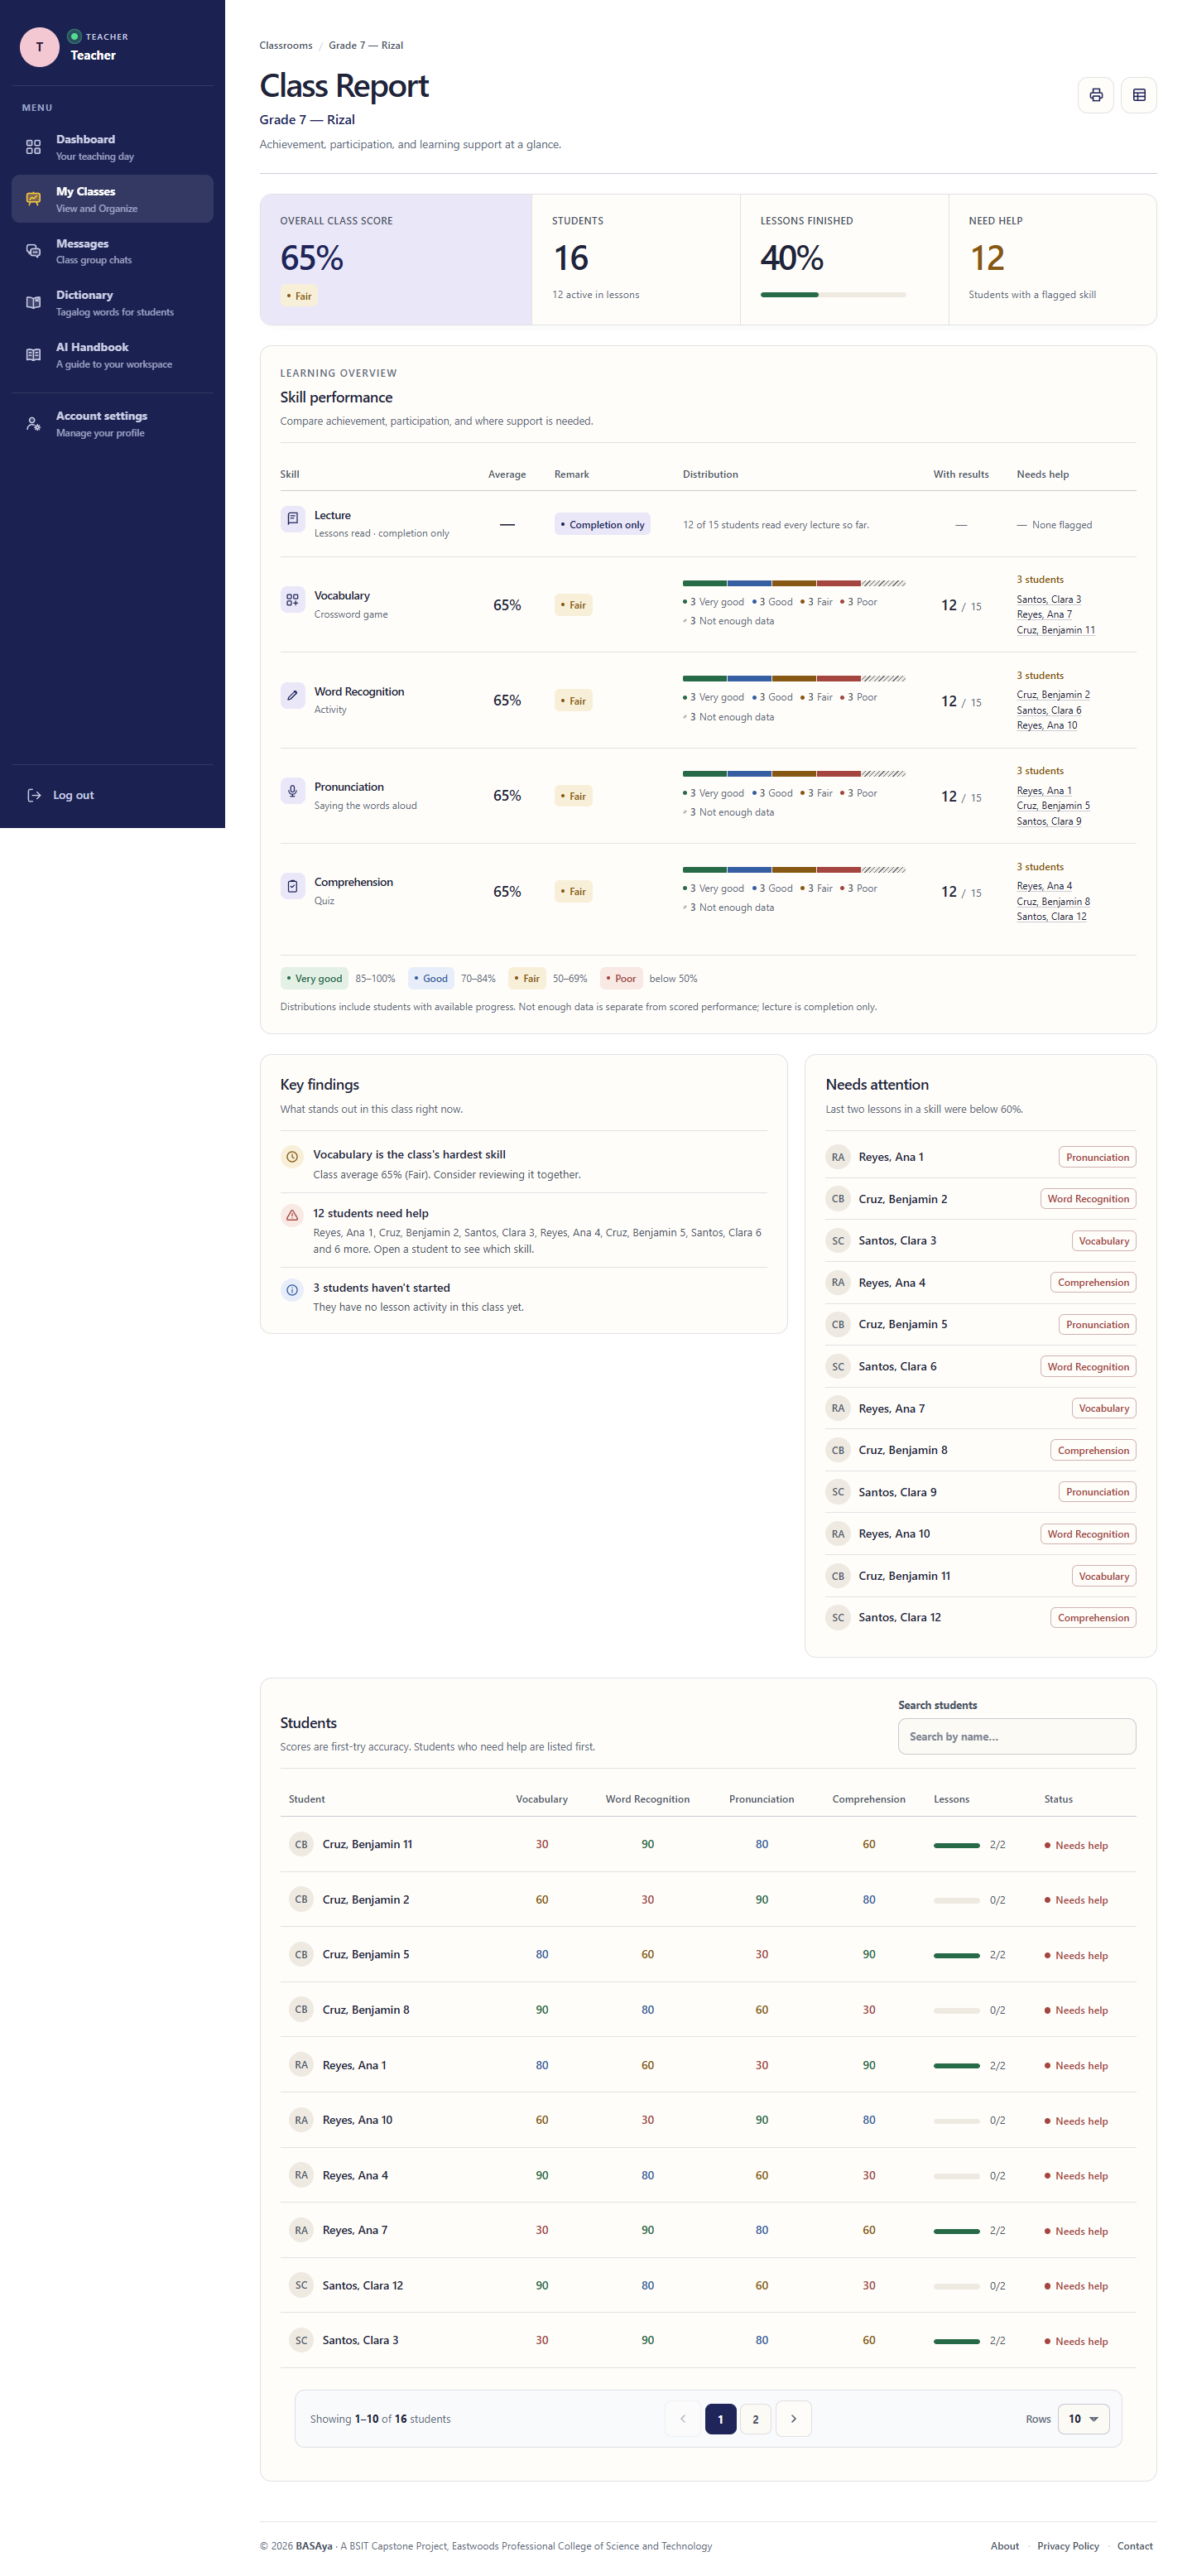 T
TEACHER
Teacher
MENU
Dashboard
Your teaching day
My Classes
View and Organize
Messages
Class group chats
Dictionary
Tagalog words for students
AI Handbook
A guide to your workspace
Account settings
Manage your profile
Log out
Classrooms / Grade 7 — Rizal
Class Report
Grade 7 — Rizal
Achievement, participation, and learning support at a glance.
OVERALL CLASS SCORE
65%
• Fair
STUDENTS
16
12 active in lessons
LESSONS FINISHED
40%
NEED HELP
12
Students with a flagged skill
LEARNING OVERVIEW
Skill performance
Compare achievement, participation, and where support is needed.
Skill Average Remark Distribution With results Needs help
Lecture
Lessons read · completion only
— • Completion only 12 of 15 students read every lecture so far. — — None flagged
Vocabulary
Crossword game
65% • Fair
3 Very good 3 Good 3 Fair 3 Poor
3 Not enough data
12 / 15
3 students
Santos, Clara 3
Reyes, Ana 7
Cruz, Benjamin 11
Word Recognition
Activity
65% • Fair
3 Very good 3 Good 3 Fair 3 Poor
3 Not enough data
12 / 15
3 students
Cruz, Benjamin 2
Santos, Clara 6
Reyes, Ana 10
Pronunciation
Saying the words aloud
65% • Fair
3 Very good 3 Good 3 Fair 3 Poor
3 Not enough data
12 / 15
3 students
Reyes, Ana 1
Cruz, Benjamin 5
Santos, Clara 9
Comprehension
Quiz
65% • Fair
3 Very good 3 Good 3 Fair 3 Poor
3 Not enough data
12 / 15
3 students
Reyes, Ana 4
Cruz, Benjamin 8
Santos, Clara 12
• Very good 85–100% • Good 70–84% • Fair 50–69% • Poor below 50%
Distributions include students with available progress. Not enough data is separate from scored performance; lecture is completion only.
Key findings
What stands out in this class right now.
Vocabulary is the class's hardest skill
Class average 65% (Fair). Consider reviewing it together.
12 students need help
Reyes, Ana 1, Cruz, Benjamin 2, Santos, Clara 3, Reyes, Ana 4, Cruz, Benjamin 5, Santos, Clara 6
and 6 more. Open a student to see which skill.
3 students haven't started
They have no lesson activity in this class yet.
Needs attention
Last two lessons in a skill were below 60%.
RA Reyes, Ana 1 Pronunciation
CB Cruz, Benjamin 2 Word Recognition
SC Santos, Clara 3 Vocabulary
RA Reyes, Ana 4 Comprehension
CB Cruz, Benjamin 5 Pronunciation
SC Santos, Clara 6 Word Recognition
RA Reyes, Ana 7 Vocabulary
CB Cruz, Benjamin 8 Comprehension
SC Santos, Clara 9 Pronunciation
RA Reyes, Ana 10 Word Recognition
CB Cruz, Benjamin 11 Vocabulary
SC Santos, Clara 12 Comprehension
Students
Scores are first-try accuracy. Students who need help are listed first.
Search students
Search by name...
Student Vocabulary Word Recognition Pronunciation Comprehension Lessons Status
CB Cruz, Benjamin 11 30 90 80 60 2/2 Needs help
CB Cruz, Benjamin 2 60 30 90 80 0/2 Needs help
CB Cruz, Benjamin 5 80 60 30 90 2/2 Needs help
CB Cruz, Benjamin 8 90 80 60 30 0/2 Needs help
RA Reyes, Ana 1 80 60 30 90 2/2 Needs help
RA Reyes, Ana 10 60 30 90 80 0/2 Needs help
RA Reyes, Ana 4 90 80 60 30 0/2 Needs help
RA Reyes, Ana 7 30 90 80 60 2/2 Needs help
SC Santos, Clara 12 90 80 60 30 0/2 Needs help
SC Santos, Clara 3 30 90 80 60 2/2 Needs help
Showing 1–10 of 16 students 1 2 Rows 10
© 2026 BASAya · A BSIT Capstone Project, Eastwoods Professional College of Science and Technology About · Privacy Policy · Contact